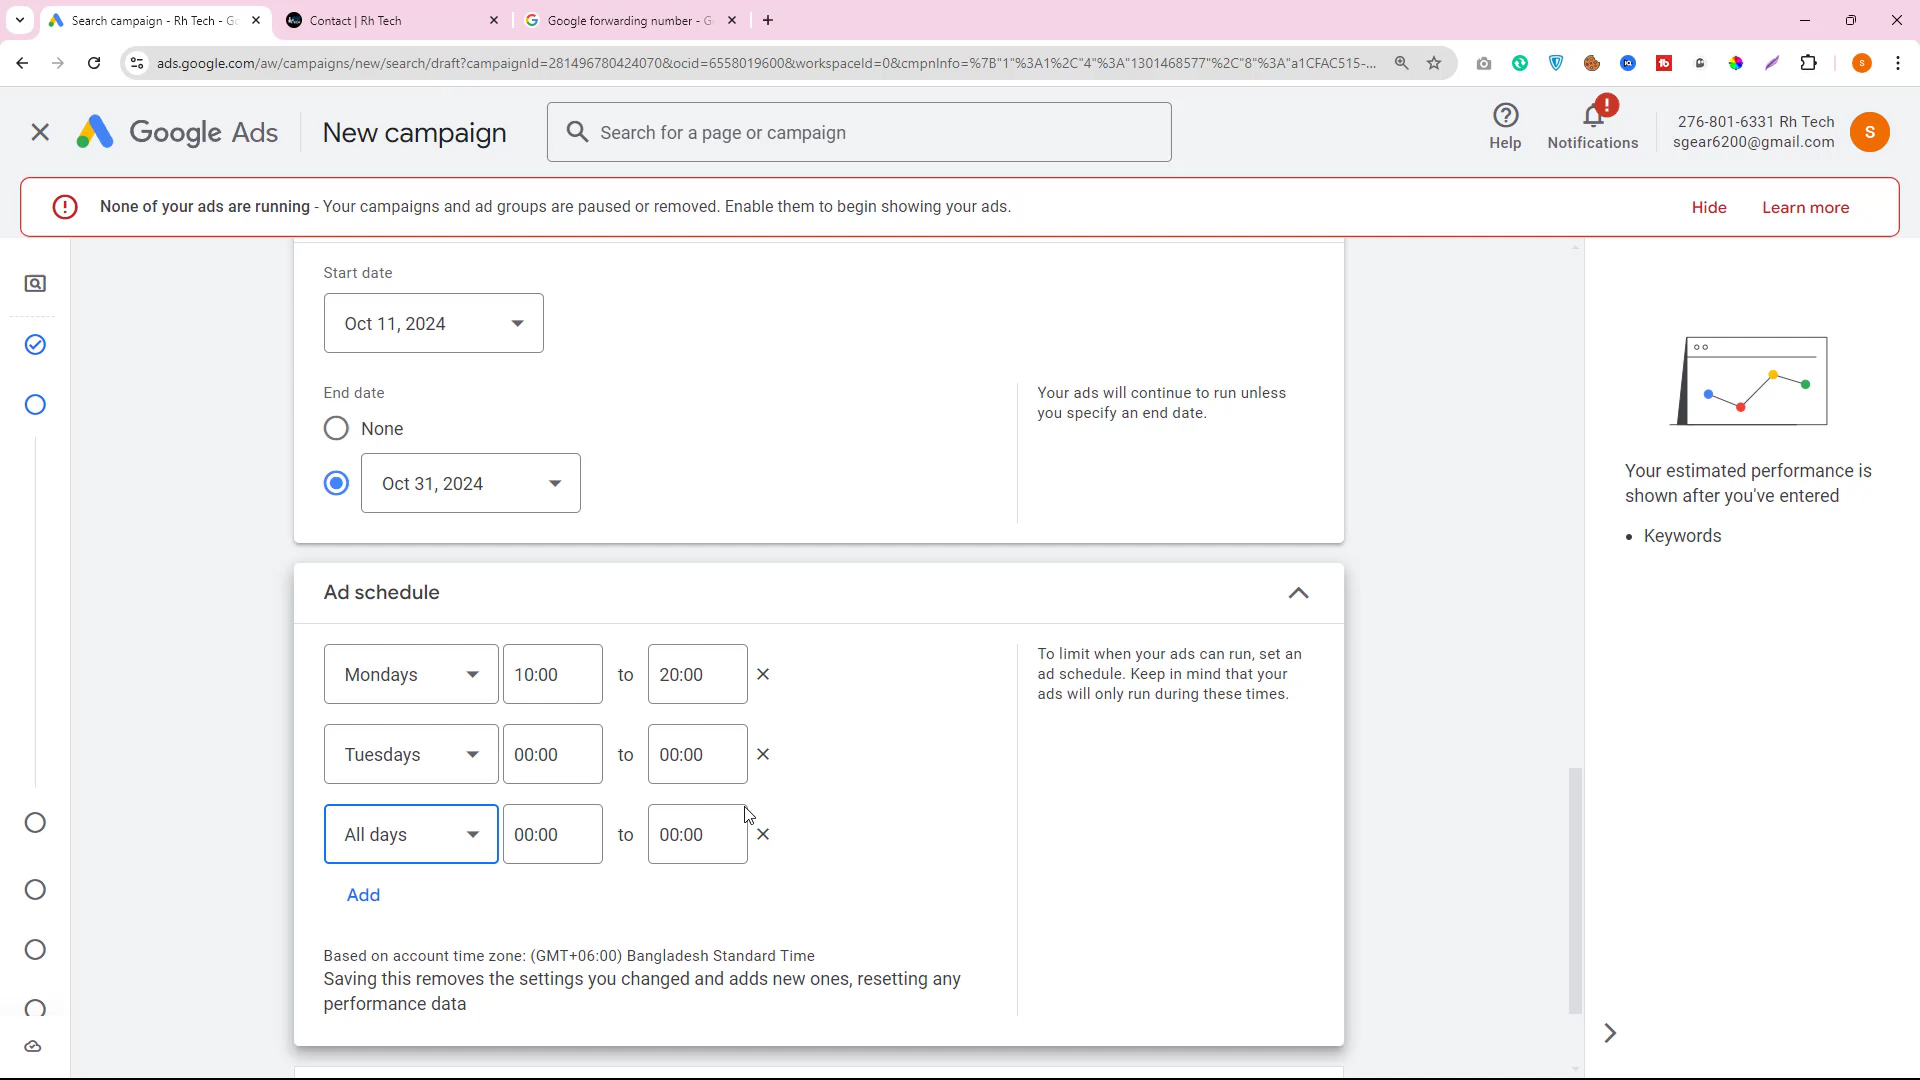 Search campaign - Rh Tech - Go
Contact | Rh Tech
Google forwarding number - G
ads.google.com/aw/campaigns/new/search/draft?campaignId=281496780424070&ocid=6558019600&workspaceId=0&cmpnInfo=%7B"1"%3A1%2C"4"%3A"1301468577"%2C"8"%3A"a1CFAC515-...
Google Ads
New campaign
Search for a page or campaign
Help
Notifications
276-801-6331 Rh Tech
sgear6200@gmail.com
S
None of your ads are running - Your campaigns and ad groups are paused or removed. Enable them to begin showing your ads.
Hide
Learn more
Start date
Oct 11, 2024
End date
None
Oct 31, 2024
Your ads will continue to run unless
you specify an end date.
Your estimated performance is
shown after you've entered
• Keywords
Ad schedule
Mondays 10:00 to 20:00
Tuesdays 00:00 to 00:00
All days 00:00 to 00:00
Add
To limit when your ads can run, set an
ad schedule. Keep in mind that your
ads will only run during these times.
Based on account time zone: (GMT+06:00) Bangladesh Standard Time
Saving this removes the settings you changed and adds new ones, resetting any
performance data